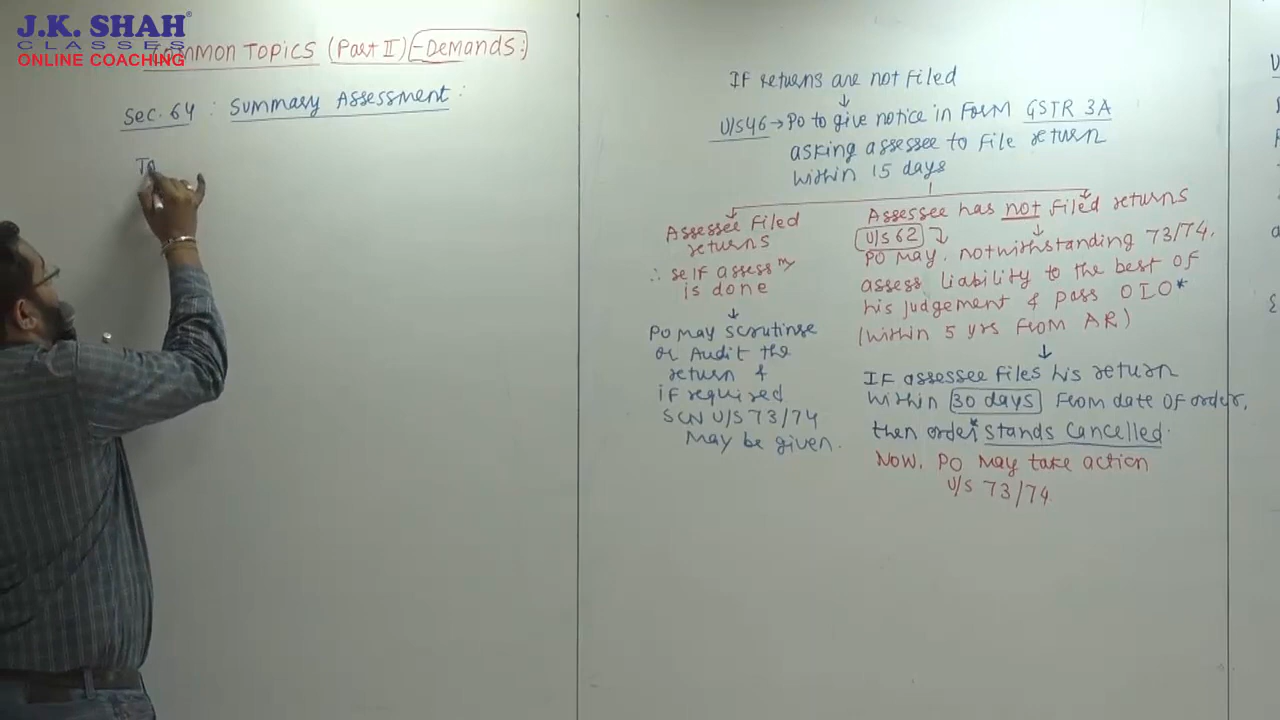 J.K. SHAH®
CLASSES
ONLINE COACHING
COMMON TOPICS (Part II) - Demands:
Sec. 64 : Summary Assessment :
To
IF returns are not filed
↓
U/S 46 → PO to give notice in Form GSTR 3A
asking assessee to file return
within 15 days
Assessee filed
returns
∴ self assessmy
is done
↓
PO may scrutinse
or Audit the
return &
if required
SCN U/S 73/74
may be given.
Assessee has not filed returns
U/S 62
PO may, notwithstanding 73/74,
assess liability to the best of
his judgement & pass OIO*
(within 5 yrs from AR)
↓
IF assessee files his return
within 30 days from date of order,
then order* stands cancelled.
Now, PO may take action
U/S 73/74